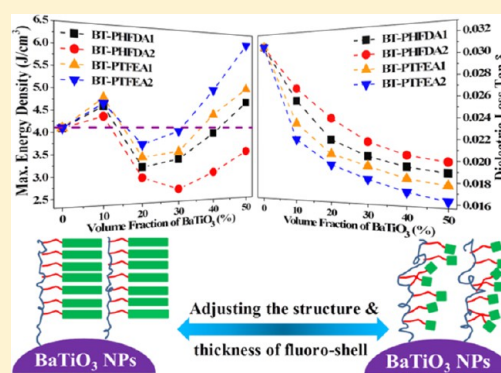 Max. Energy Density (J/cm³)
6.5
6.0
5.5
5.0
4.5
4.0
3.5
3.0
2.5
BT-PHFDA1
BT-PHFDA2
BT-PTFEA1
BT-PTFEA2
0 10 20 30 40 50
Volume Fraction of BaTiO₃ (%)
BT-PHFDA1
BT-PHFDA2
BT-PTFEA1
BT-PTFEA2
0 10 20 30 40 50
Volume Fraction of BaTiO₃ (%)
0.032
0.030
0.028
0.026
0.024
0.022
0.020
0.018
0.016
Dielectric Loss Tan δ
Adjusting the structure &
thickness of fluoro-shell
BaTiO₃ NPs
BaTiO₃ NPs